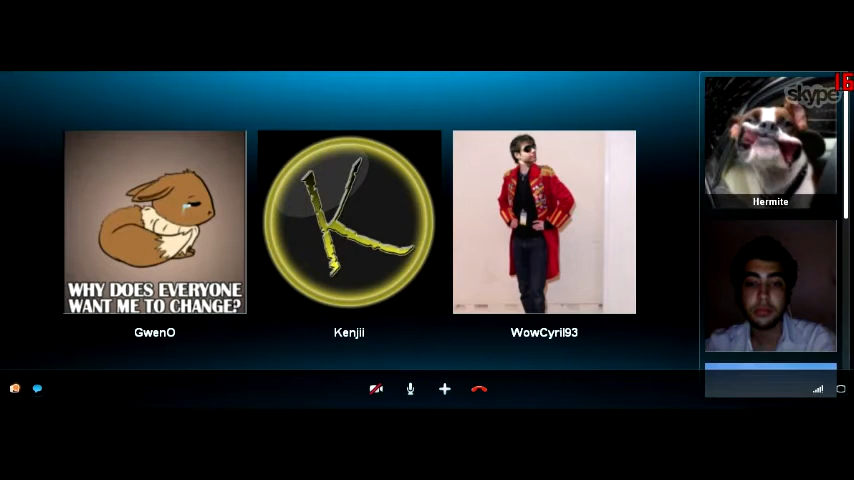 skype
16
Hermite
WHY DOES EVERYONE
WANT ME TO CHANGE?
GwenO
Kenjii
WowCyril93